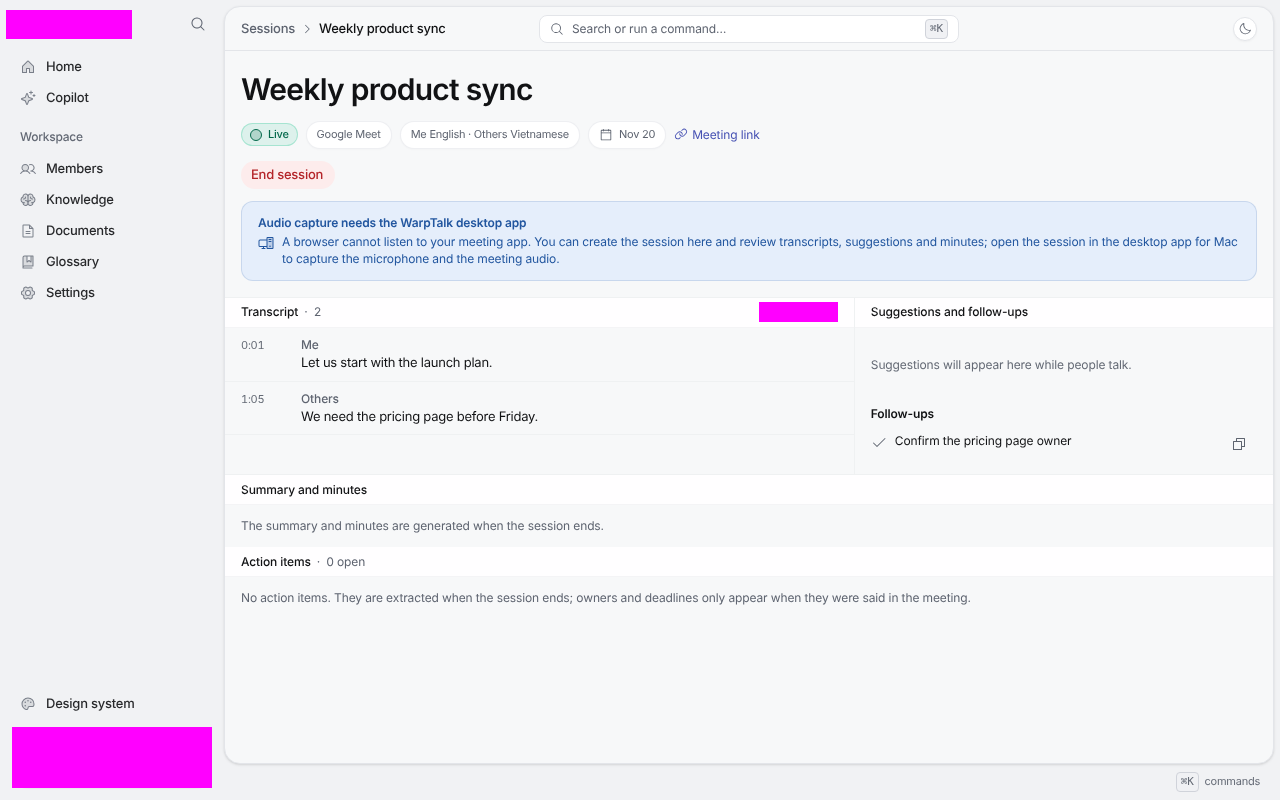 Home
Copilot
Workspace
Members
Knowledge
Documents
Glossary
Settings
Design system
Sessions
Weekly product sync
Search or run a command...
⌘K
Weekly product sync
Live
Google Meet
Me English · Others Vietnamese
Nov 20
Meeting link
End session
Audio capture needs the WarpTalk desktop app
A browser cannot listen to your meeting app. You can create the session here and review transcripts, suggestions and minutes; open the session in the desktop app for Mac
to capture the microphone and the meeting audio.
Transcript · 2
0:01 Me
Let us start with the launch plan.
1:05 Others
We need the pricing page before Friday.
Suggestions and follow-ups
Suggestions will appear here while people talk.
Follow-ups
Confirm the pricing page owner
Summary and minutes
The summary and minutes are generated when the session ends.
Action items · 0 open
No action items. They are extracted when the session ends; owners and deadlines only appear when they were said in the meeting.
⌘K commands